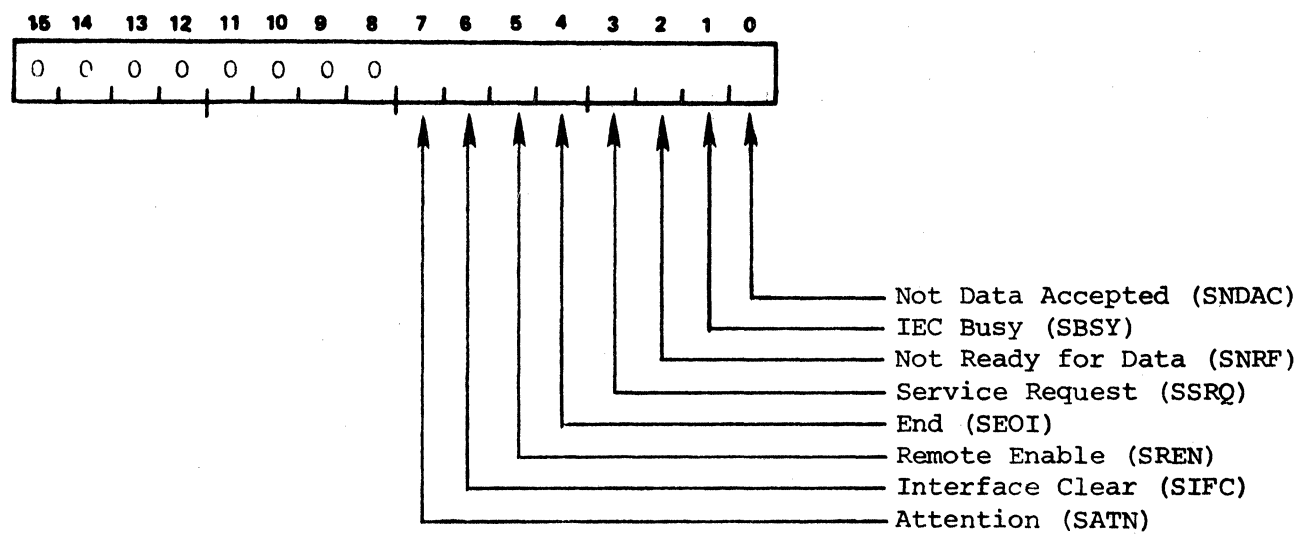 15 14 13 12 11 10 9 8 7 6 5 4 3 2 1 0
0 0 0 0 0 0 0 0
Not Data Accepted (SNDAC)
IEC Busy (SBSY)
Not Ready for Data (SNRF)
Service Request (SSRQ)
End (SEOI)
Remote Enable (SREN)
Interface Clear (SIFC)
Attention (SATN)